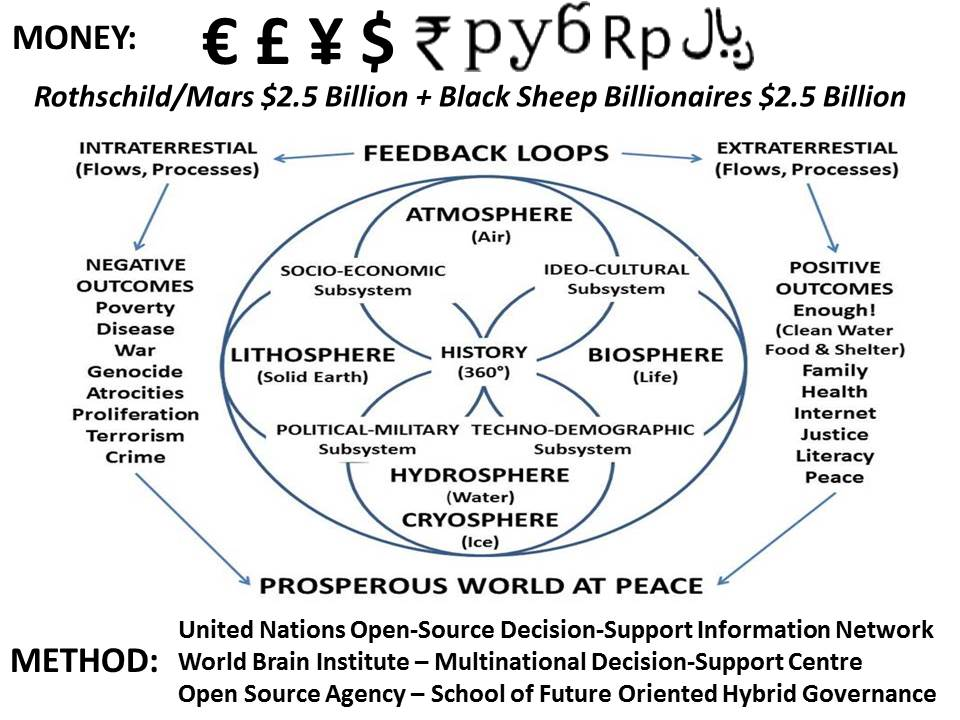 MONEY: € £ ¥ $ ₹ руб Rp ریال
Rothschild/Mars $2.5 Billion + Black Sheep Billionaires $2.5 Billion
INTRATERRESTIAL
(Flows, Processes)
FEEDBACK LOOPS
EXTRATERRESTIAL
(Flows, Processes)
ATMOSPHERE
(Air)
SOCIO-ECONOMIC
Subsystem
IDEO-CULTURAL
Subsystem
NEGATIVE
OUTCOMES
Poverty
Disease
War
Genocide
Atrocities
Proliferation
Terrorism
Crime
LITHOSPHERE
(Solid Earth)
HISTORY
(360°)
BIOSPHERE
(Life)
POSITIVE
OUTCOMES
Enough!
(Clean Water
Food & Shelter)
Family
Health
Internet
Justice
Literacy
Peace
POLITICAL-MILITARY
Subsystem
TECHNO-DEMOGRAPHIC
Subsystem
HYDROSPHERE
(Water)
CRYOSPHERE
(Ice)
PROSPEROUS WORLD AT PEACE
METHOD:
United Nations Open-Source Decision-Support Information Network
World Brain Institute – Multinational Decision-Support Centre
Open Source Agency – School of Future Oriented Hybrid Governance